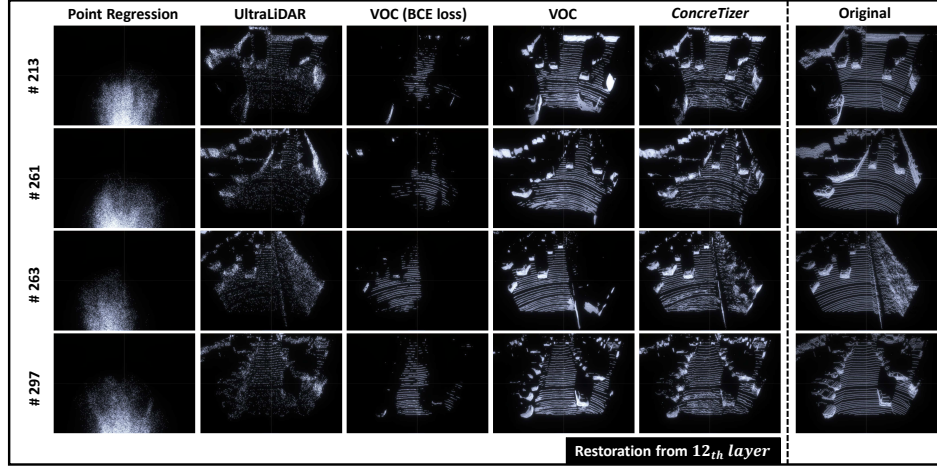 Point Regression UltraLiDAR VOC (BCE loss) VOC ConcreTizer Original
# 213
# 261
# 263
# 297
Restoration from 12th layer